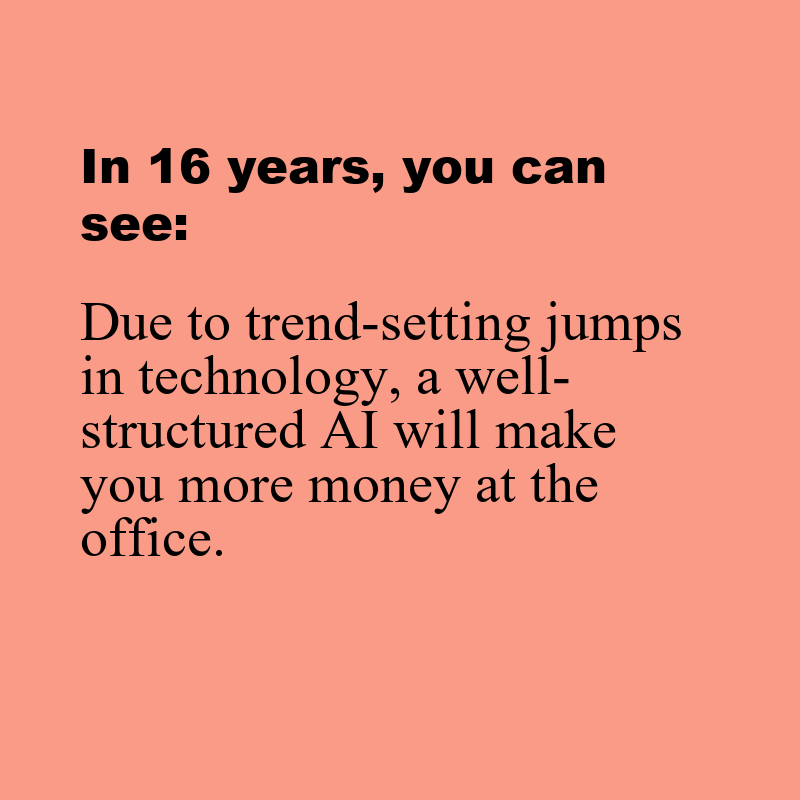 In 16 years, you can
see:
Due to trend-setting jumps
in technology, a well-
structured AI will make
you more money at the
office.